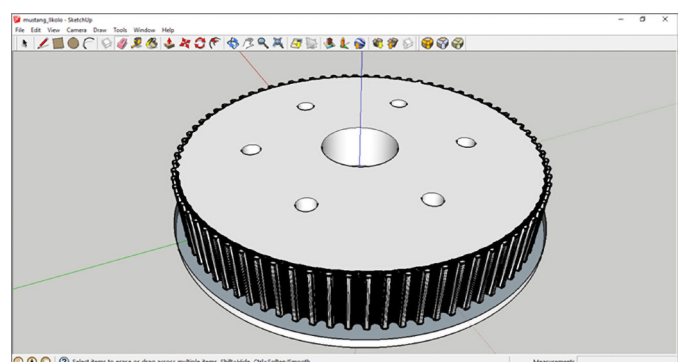 mustang_llkolo - SketchUp
File Edit View Camera Draw Tools Window Help
Select items to erase or drag across multiple items. Shift=Hide, Ctrl=Soften/Smooth
Measurements